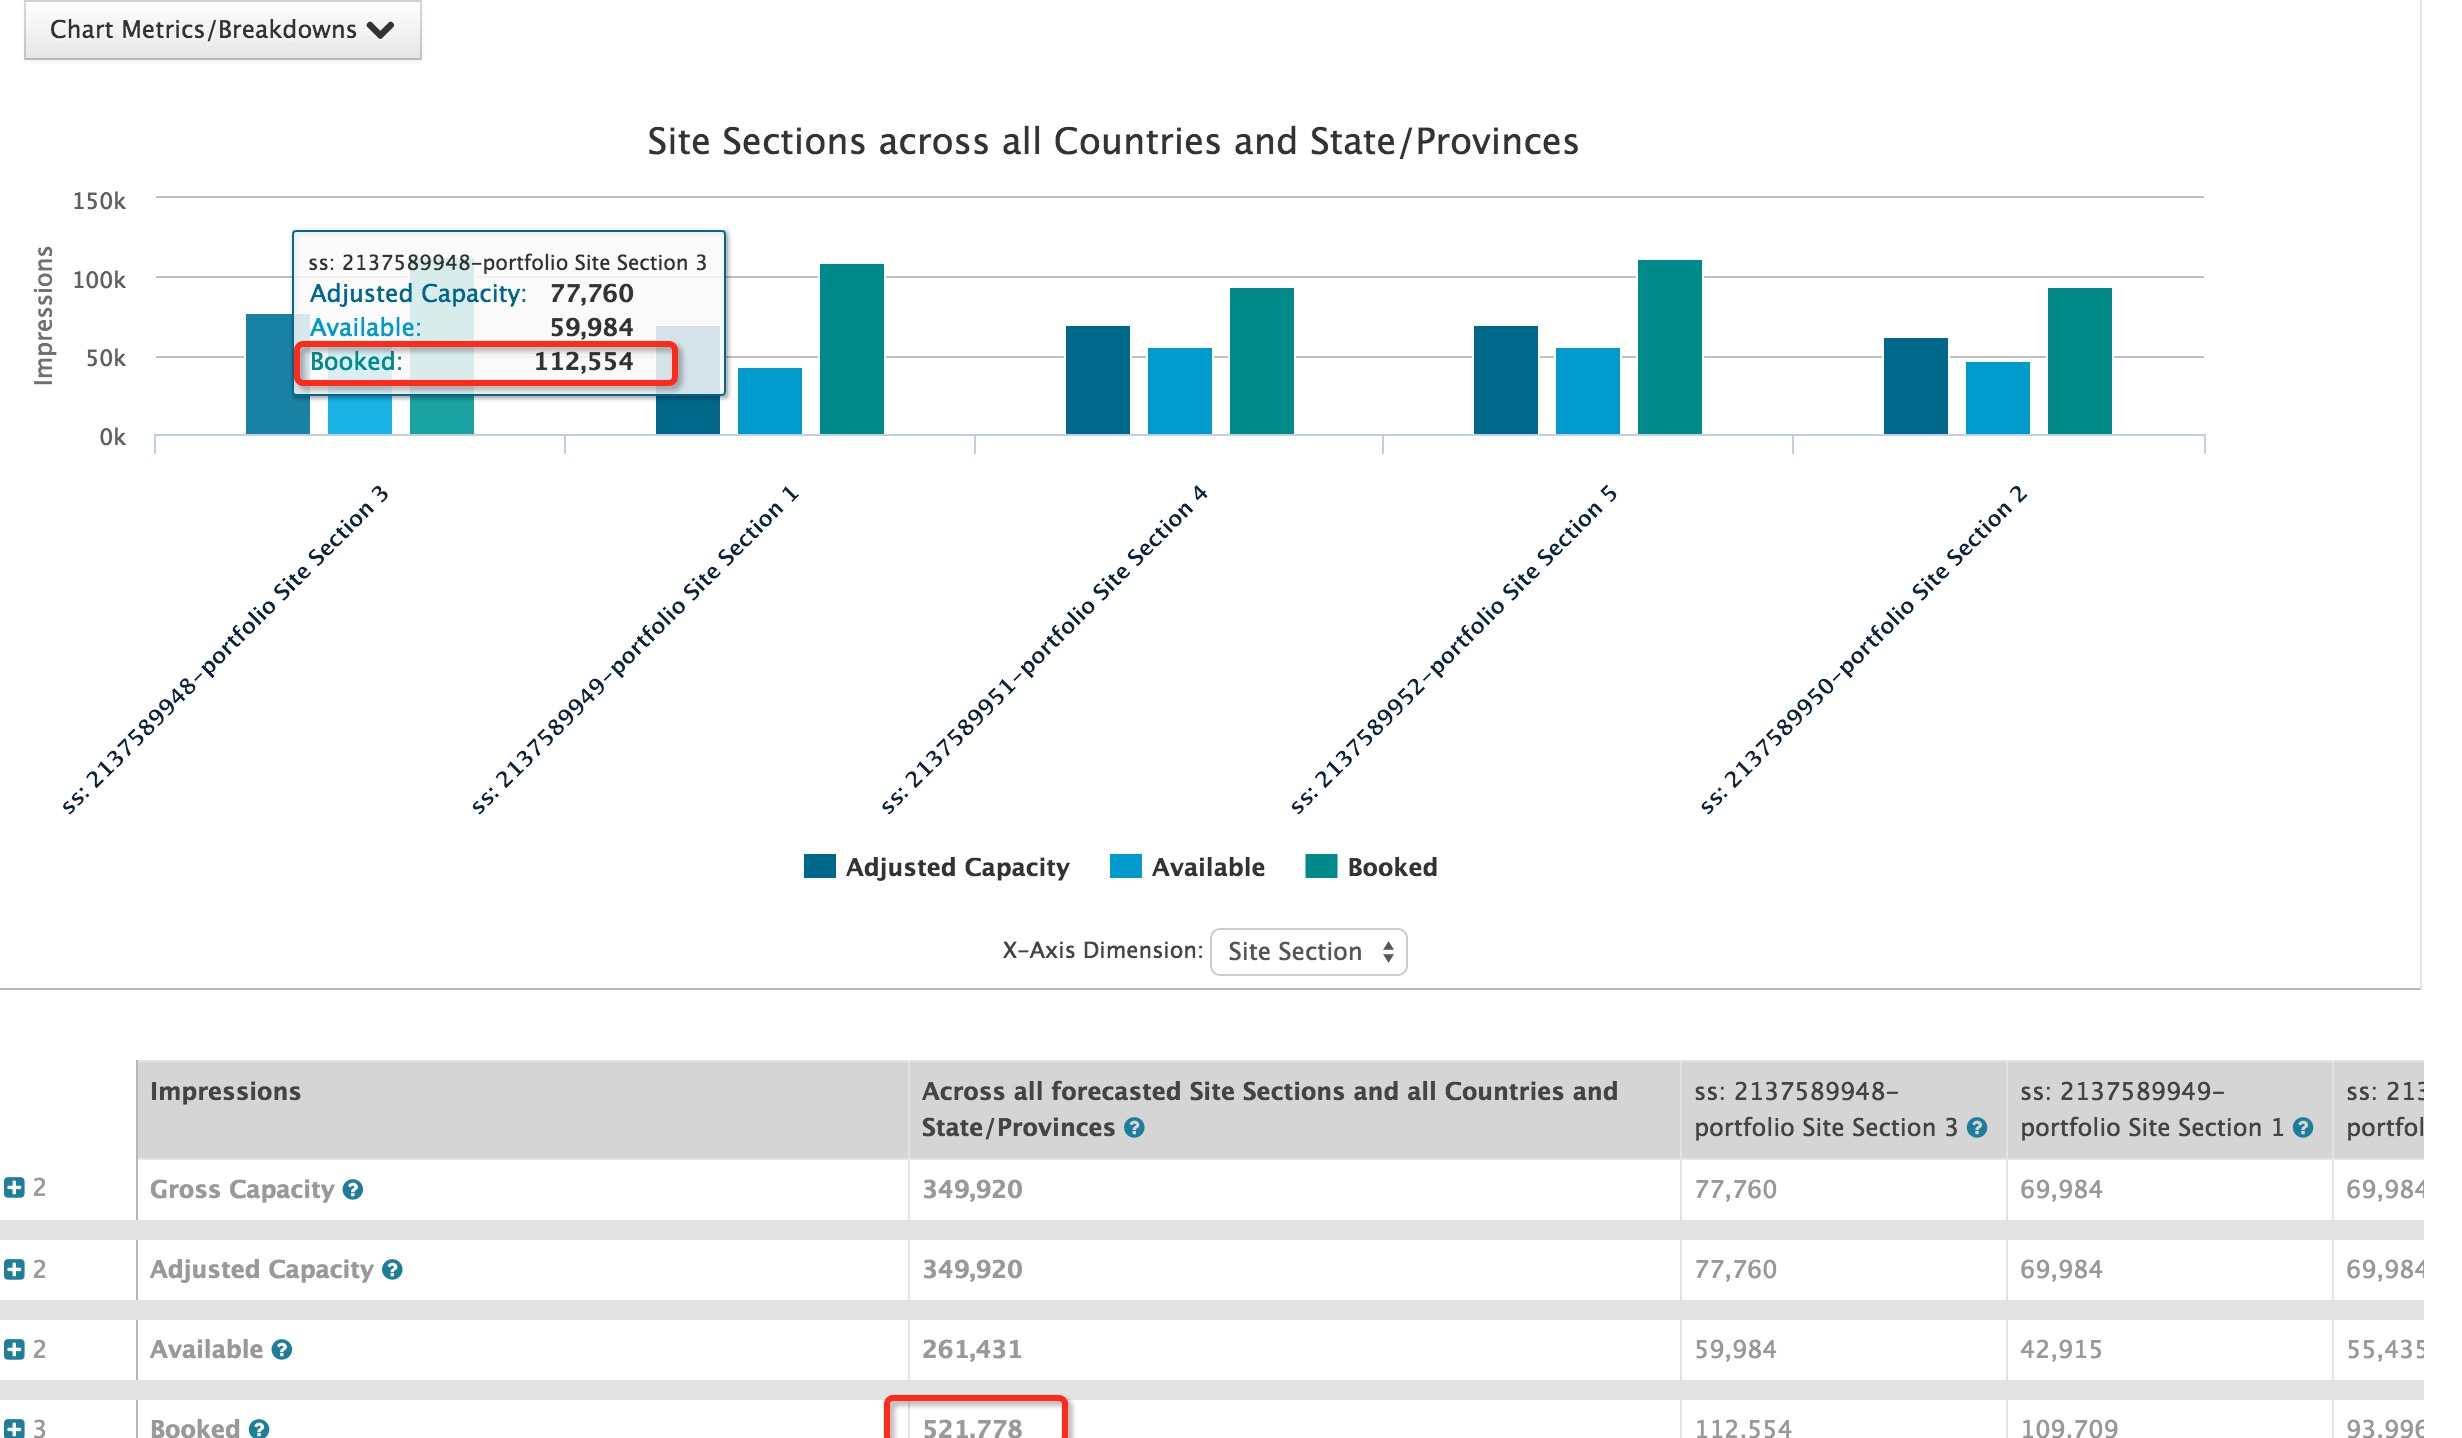 Chart Metrics/Breakdowns
Site Sections across all Countries and State/Provinces
150k
100k
50k
0k
Impressions
ss: 2137589948-portfolio Site Section 3
Adjusted Capacity: 77,760
Available: 59,984
Booked: 112,554
ss: 2137589948-portfolio Site Section 3
ss: 2137589949-portfolio Site Section 1
ss: 2137589951-portfolio Site Section 4
ss: 2137589952-portfolio Site Section 5
ss: 2137589950-portfolio Site Section 2
Adjusted Capacity Available Booked
X-Axis Dimension: Site Section
Impressions
Across all forecasted Site Sections and all Countries and
State/Provinces ?
ss: 2137589948-
portfolio Site Section 3 ?
ss: 2137589949-
portfolio Site Section 1 ?
ss: 213
portfol
2 Gross Capacity ? 349,920 77,760 69,984 69,984
2 Adjusted Capacity ? 349,920 77,760 69,984 69,984
2 Available ? 261,431 59,984 42,915 55,435
3 Booked ? 521,778 112,554 109,709 93,996